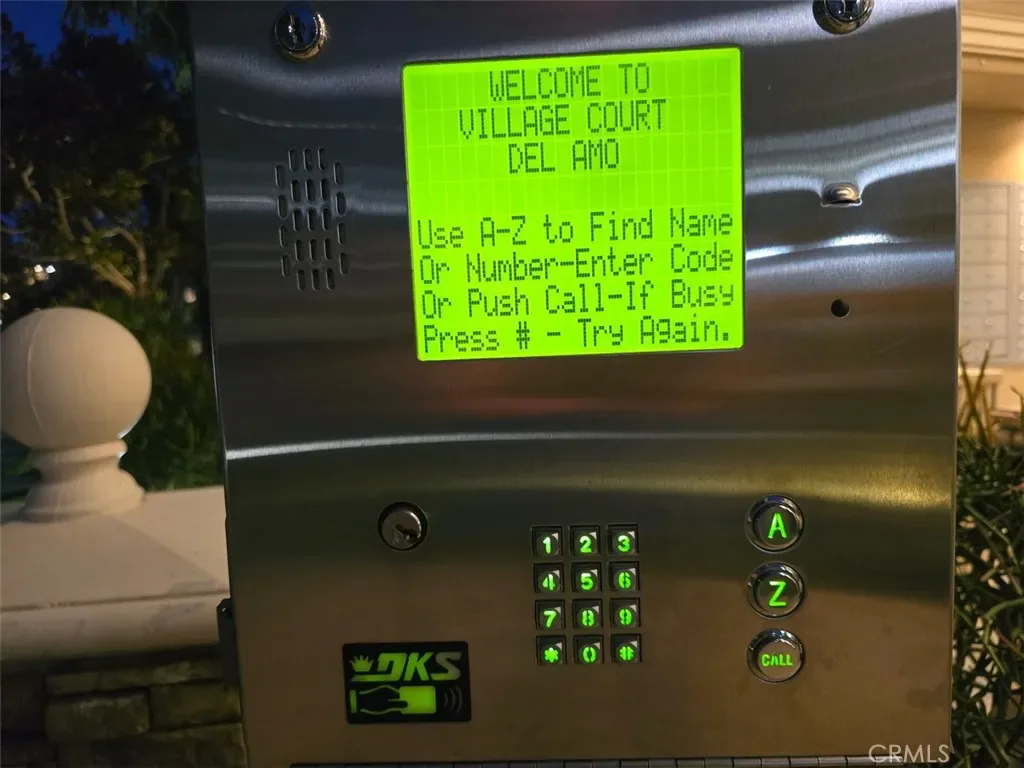 WELCOME TO
VILLAGE COURT
DEL AMO
Use A-Z to Find Name
Or Number-Enter Code
Or Push Call-If Busy
Press # - Try Again.
1 2 3
4 5 6
7 8 9
* 0 #
A
Z
CALL
DKS
CRMLS